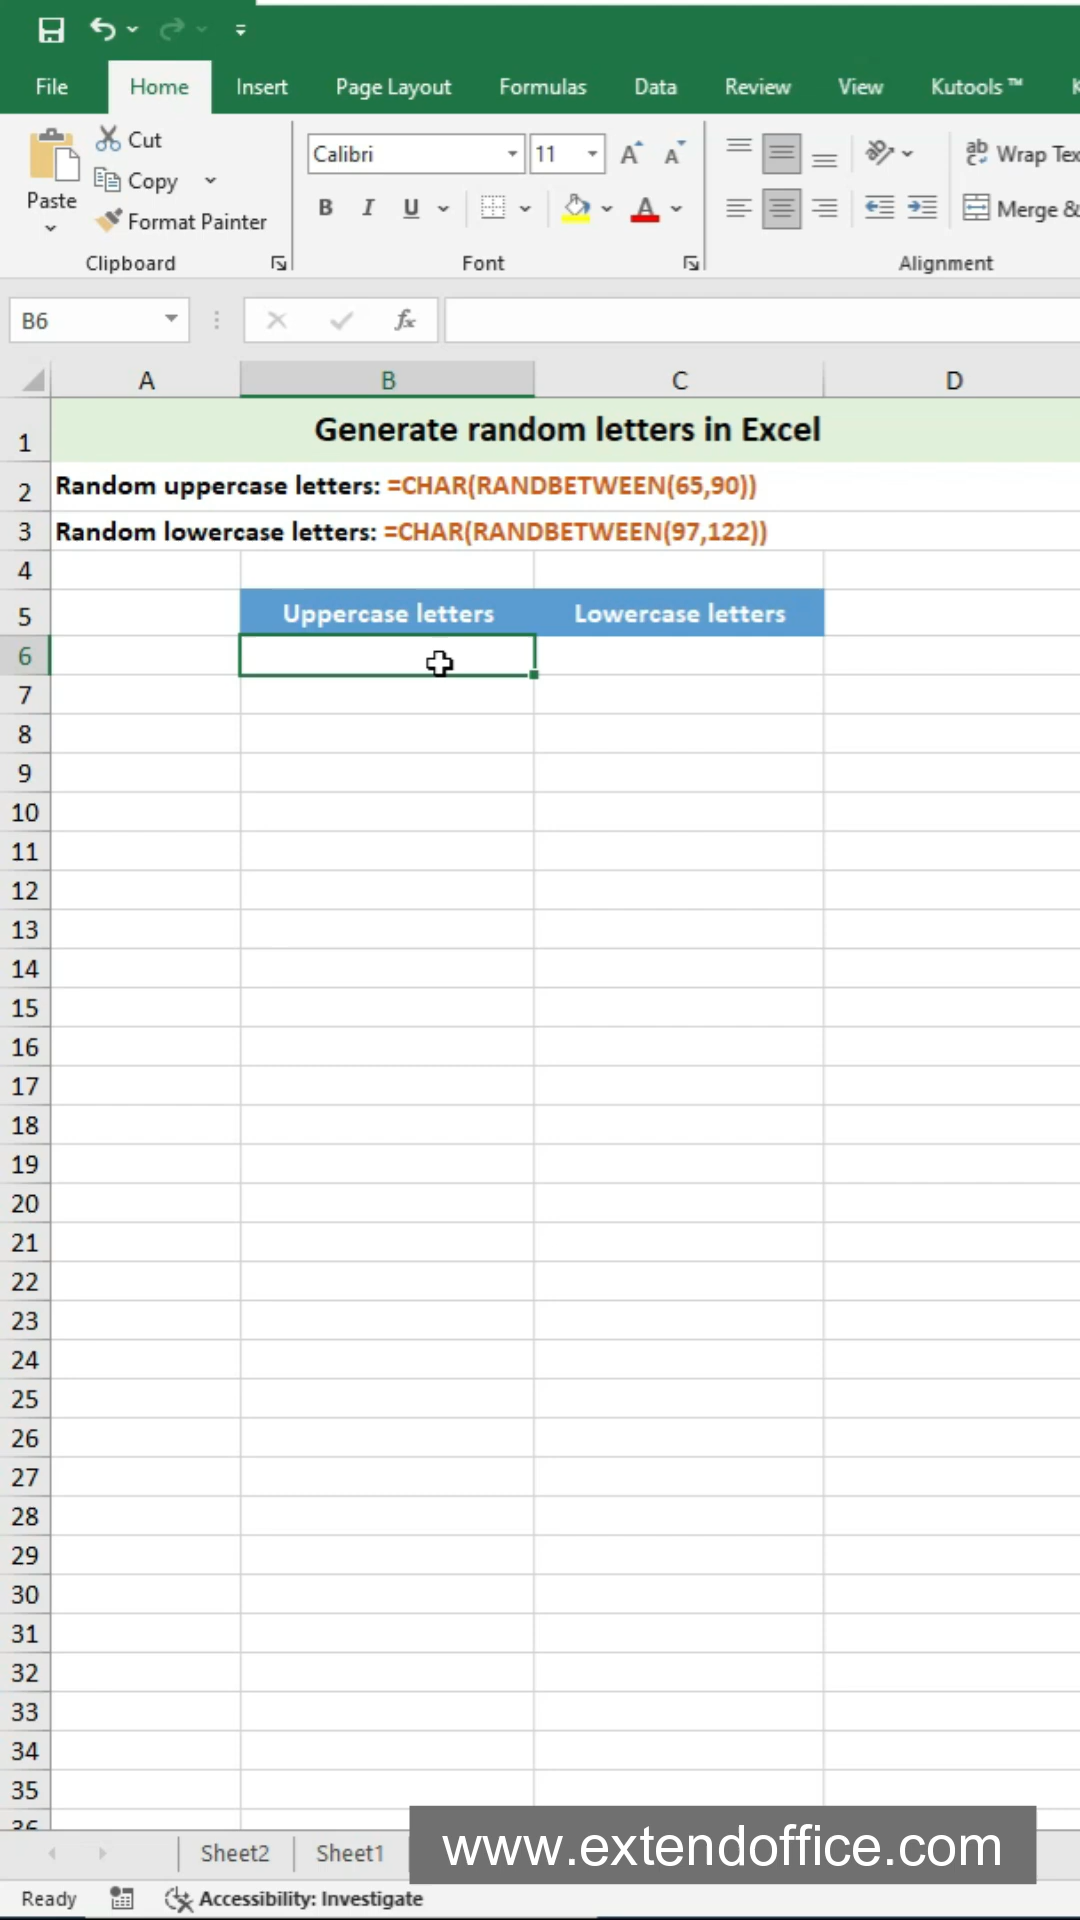 File Home Insert Page Layout Formulas Data Review View Kutools ™ K
Paste
Cut
Copy
Format Painter
Clipboard
Calibri 11
B I U
Font
Wrap Tex
Merge &
Alignment
B6 fx
A B C D
1 Generate random letters in Excel
2 Random uppercase letters: =CHAR(RANDBETWEEN(65,90))
3 Random lowercase letters: =CHAR(RANDBETWEEN(97,122))
4
5 Uppercase letters Lowercase letters
6
7
8
9
10
11
12
13
14
15
16
17
18
19
20
21
22
23
24
25
26
27
28
29
30
31
32
33
34
35
36
Sheet2 Sheet1
www.extendoffice.com
Ready Accessibility: Investigate